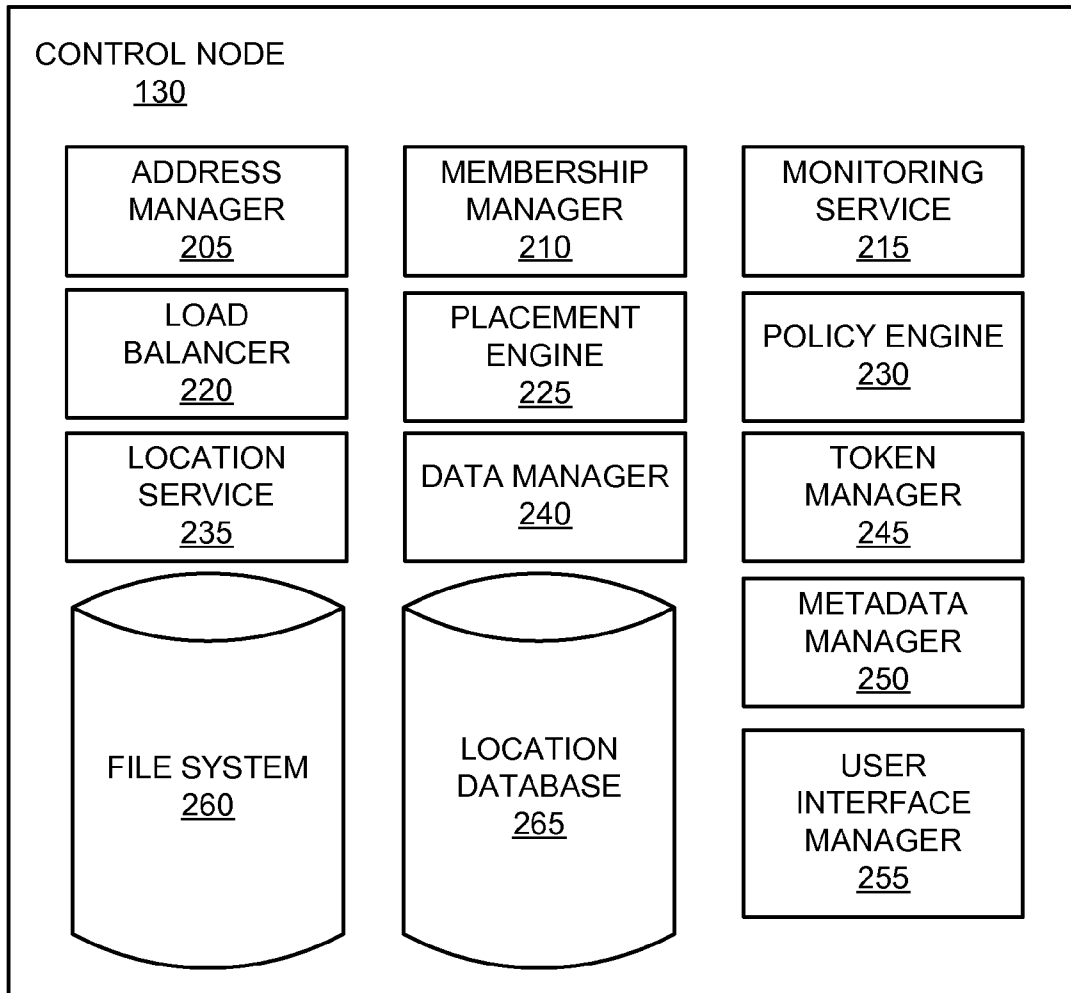 CONTROL NODE
130
ADDRESS
MANAGER
205
MEMBERSHIP
MANAGER
210
MONITORING
SERVICE
215
LOAD
BALANCER
220
PLACEMENT
ENGINE
225
POLICY ENGINE
230
LOCATION
SERVICE
235
DATA MANAGER
240
TOKEN
MANAGER
245
FILE SYSTEM
260
LOCATION
DATABASE
265
METADATA
MANAGER
250
USER
INTERFACE
MANAGER
255